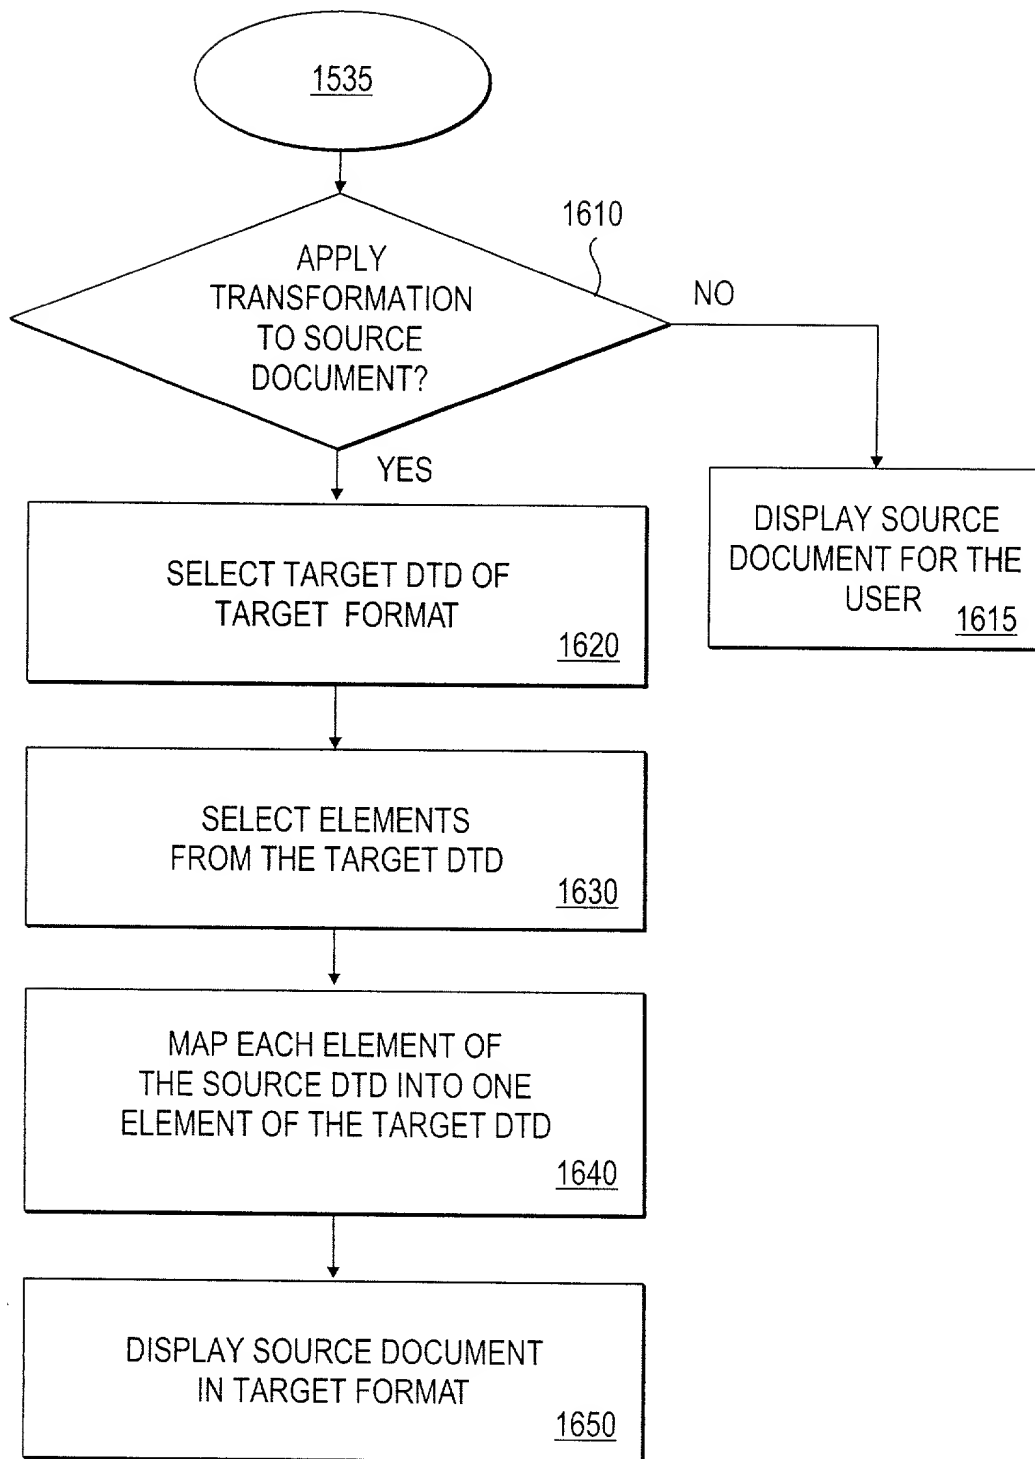 1535
1610
APPLY
TRANSFORMATION
TO SOURCE
DOCUMENT?
NO
YES
SELECT TARGET DTD OF
TARGET FORMAT
1620
DISPLAY SOURCE
DOCUMENT FOR THE
USER
1615
SELECT ELEMENTS
FROM THE TARGET DTD
1630
MAP EACH ELEMENT OF
THE SOURCE DTD INTO ONE
ELEMENT OF THE TARGET DTD
1640
DISPLAY SOURCE DOCUMENT
IN TARGET FORMAT
1650